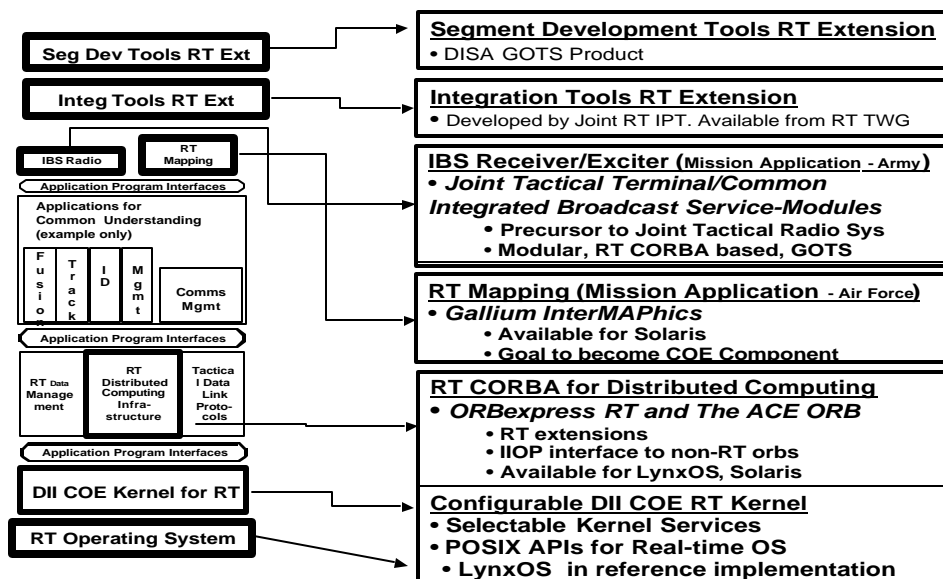 Seg Dev Tools RT Ext
Integ Tools RT Ext
IBS Radio
RT
Mapping
Application Program Interfaces
Applications for
Common Understanding
(example only)
Fusion
Track
ID
Mgmt
Comms
Mgmt
Application Program Interfaces
RT Data
Manage
ment
RT
Distributed
Computing
Infra-
structure
Tactica
l Data
Link
Proto-
cols
Application Program Interfaces
DII COE Kernel for RT
RT Operating System
Segment Development Tools RT Extension
• DISA GOTS Product
Integration Tools RT Extension
• Developed by Joint RT IPT. Available from RT TWG
IBS Receiver/Exciter (Mission Application - Army)
• Joint Tactical Terminal/Common
Integrated Broadcast Service-Modules
• Precursor to Joint Tactical Radio Sys
• Modular, RT CORBA based, GOTS
RT Mapping (Mission Application - Air Force)
• Gallium InterMAPhics
• Available for Solaris
• Goal to become COE Component
RT CORBA for Distributed Computing
• ORBexpress RT and The ACE ORB
• RT extensions
• IIOP interface to non-RT orbs
• Available for LynxOS, Solaris
Configurable DII COE RT Kernel
• Selectable Kernel Services
• POSIX APIs for Real-time OS
• LynxOS in reference implementation